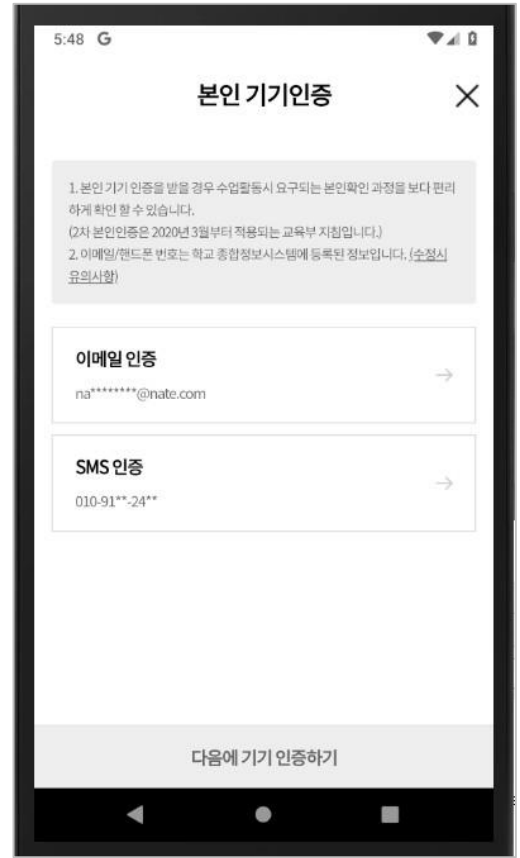 5:48 G
본인 기기인증
1. 본인 기기 인증을 받을 경우 수업활동시 요구되는 본인확인 과정을 보다 편리
하게 확인 할 수 있습니다.
(2차 본인인증은 2020년 3월부터 적용되는 교육부 지침입니다.)
2. 이메일/핸드폰 번호는 학교 종합정보시스템에 등록된 정보입니다. (수정시
유의사항)
이메일 인증
na********@nate.com
SMS 인증
010-91**-24**
다음에 기기 인증하기